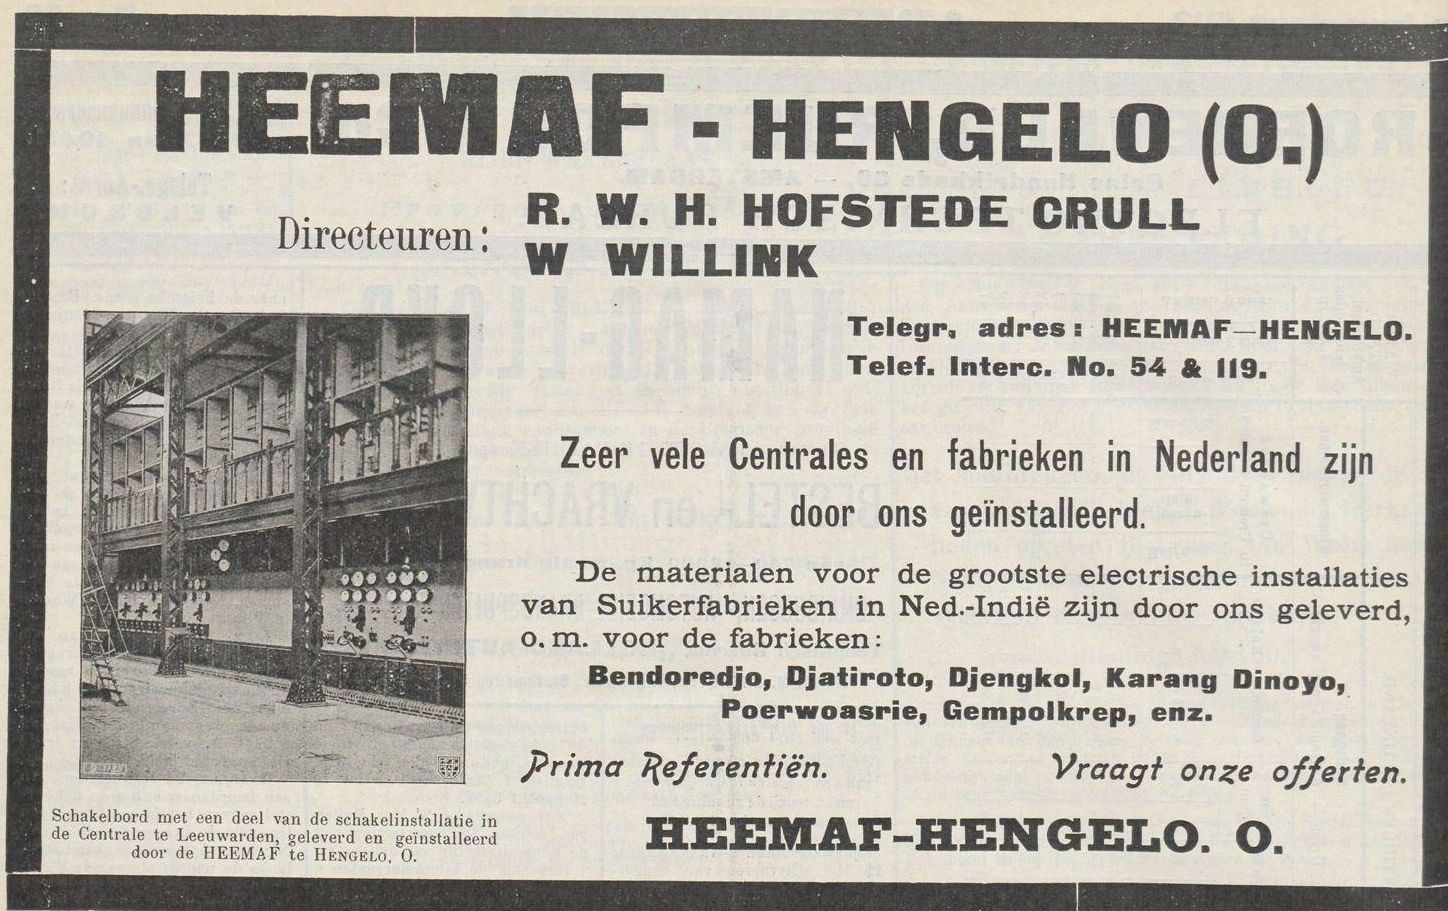 HEEMAF - HENGELO (O.)
Directeuren:
R. W. H. HOFSTEDE CRULL
W WILLINK
Telegr. adres: HEEMAF—HENGELO.
Telef. Interc. No. 54 & 119.
Zeer vele Centrales en fabrieken in Nederland zijn
door ons geïnstalleerd.
De materialen voor de grootste electrische installaties
van Suikerfabrieken in Ned.-Indië zijn door ons geleverd,
o. m. voor de fabrieken:
Bendoredjo, Djatiroto, Djengkol, Karang Dinoyo,
Poerwoasrie, Gempolkrep, enz.
Prima Referentiën.
Vraagt onze offerten.
HEEMAF-HENGELO. O.
Schakelbord met een deel van de schakelinstallatie in
de Centrale te Leeuwarden, geleverd en geïnstalleerd
door de HEEMAF te HENGELO, O.